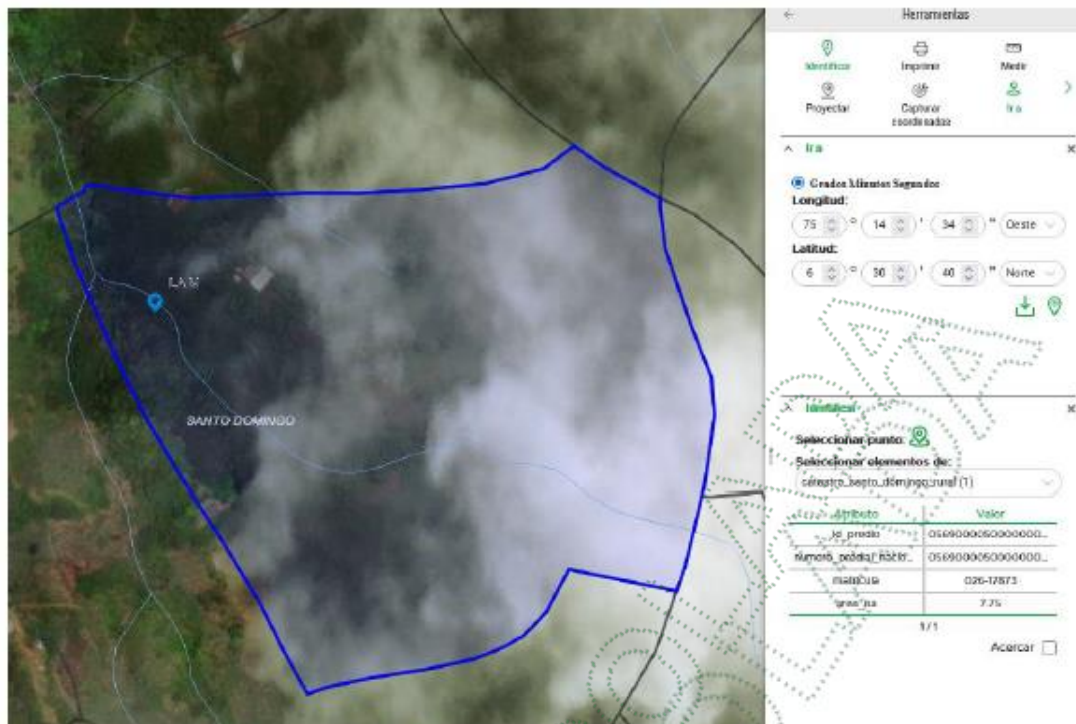 Herramientas
Identificar
Imprimir
Medir
Proyectar
Capturar
coordenadas
Ir a
Ir a
Grados Minutos Segundos
Longitud:
75 ° 14 ' 34 " Oeste
Latitud:
6 ° 30 ' 40 " Norte
Identificar
Seleccionar punto:
Seleccionar elementos de:
catastro_santo_domingo_rural (1)
Atributo Valor
id_predio 0569000050000000...
numero_predial_nacio... 0569000050000000...
matricula 026-17873
area_ha 7.75
1 / 1
Acercar
SANTO DOMINGO